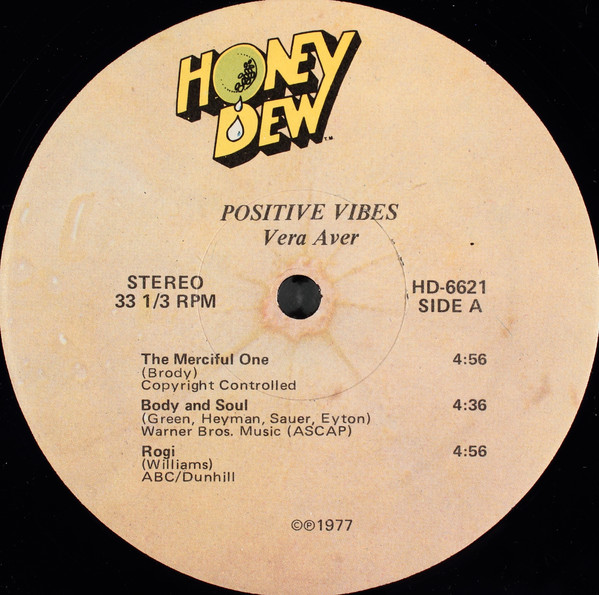 HONEY
DEW T.M.
POSITIVE VIBES
Vera Aver
STEREO
33 1/3 RPM
HD-6621
SIDE A
The Merciful One 4:56
(Brody)
Copyright Controlled
Body and Soul 4:36
(Green, Heyman, Sauer, Eyton)
Warner Bros. Music (ASCAP)
Rogi 4:56
(Williams)
ABC/Dunhill
©℗1977